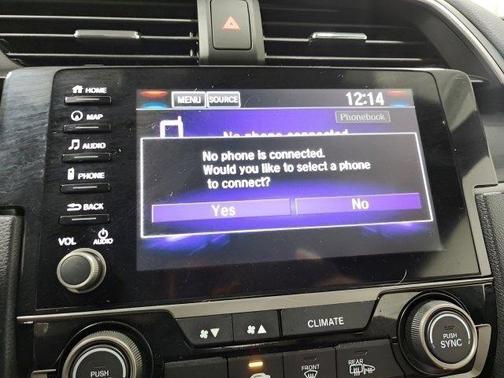 HOME
MAP
AUDIO
PHONE
BACK
VOL
AUDIO
MENU SOURCE
12:14
Phonebook
No phone connected
No phone is connected.
Would you like to select a phone
to connect?
Yes
No
CLIMATE
PUSH
FRONT
REAR
PUSH
SYNC